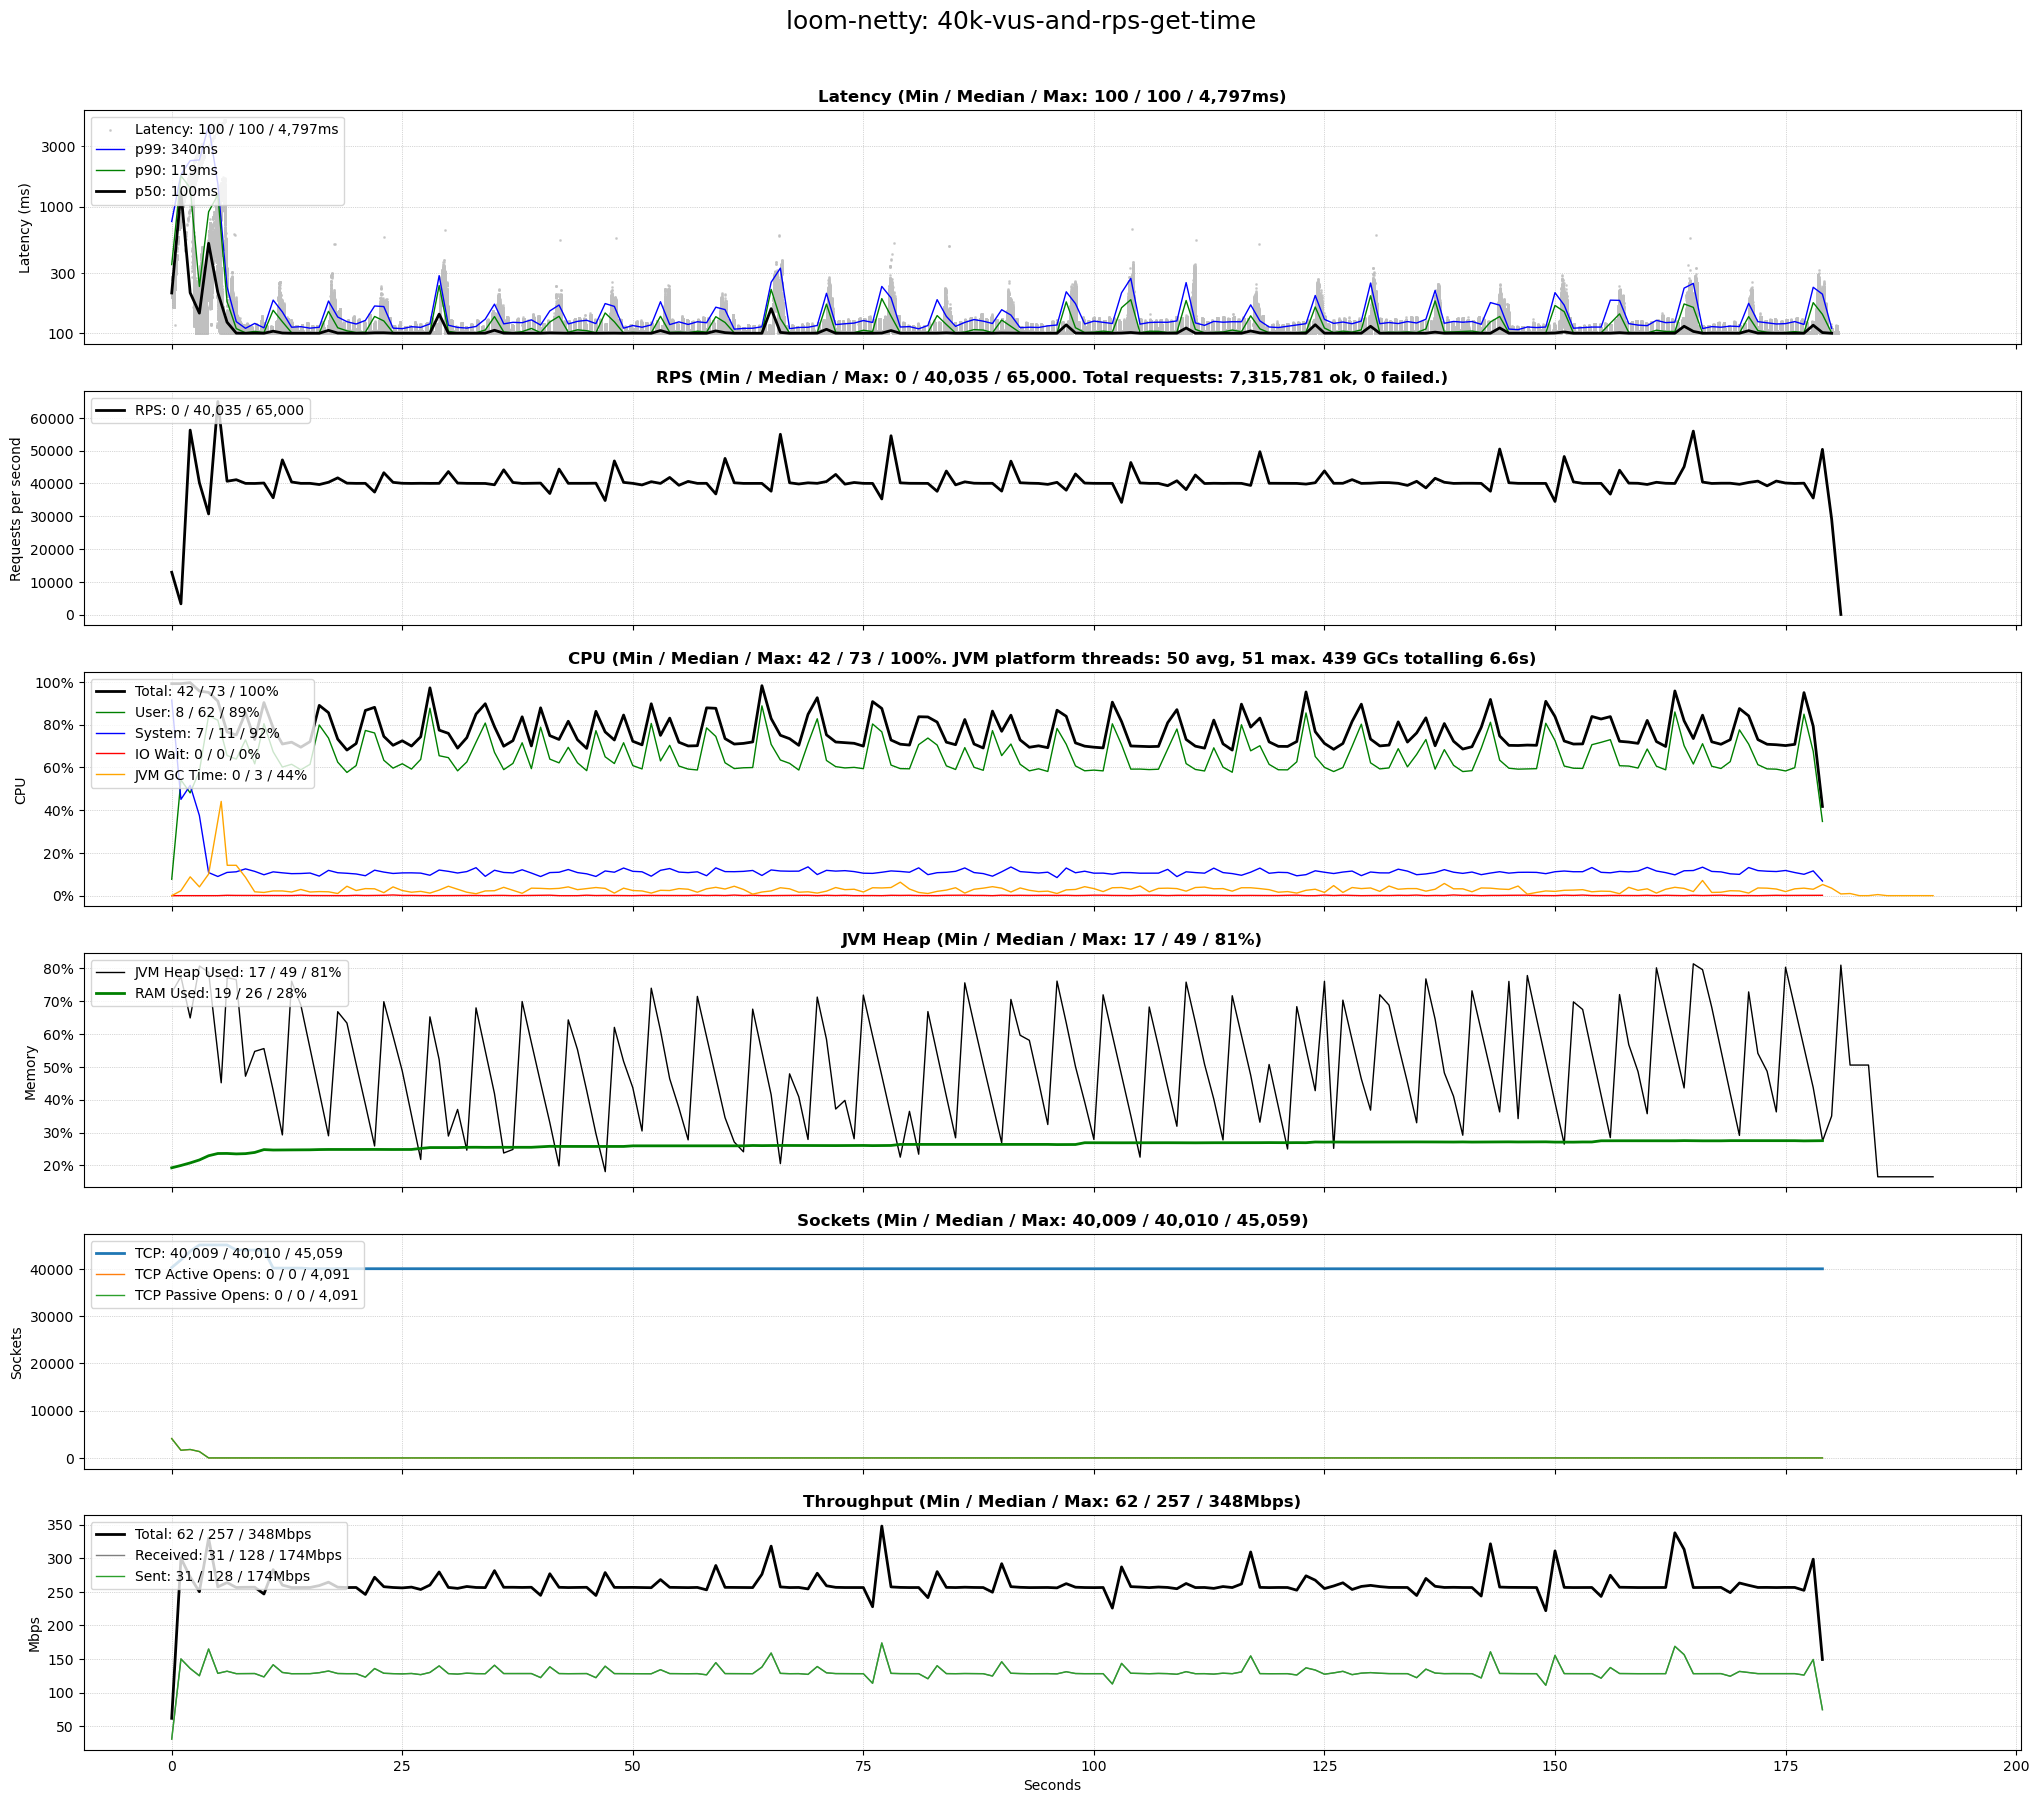 loom-netty: 40k-vus-and-rps-get-time
Latency (Min / Median / Max: 100 / 100 / 4,797ms)
Latency: 100 / 100 / 4,797ms
p99: 340ms
p90: 119ms
p50: 100ms
3000
1000
300
100
Latency (ms)
RPS (Min / Median / Max: 0 / 40,035 / 65,000. Total requests: 7,315,781 ok, 0 failed.)
RPS: 0 / 40,035 / 65,000
60000
50000
40000
30000
20000
10000
0
Requests per second
CPU (Min / Median / Max: 42 / 73 / 100%. JVM platform threads: 50 avg, 51 max. 439 GCs totalling 6.6s)
Total: 42 / 73 / 100%
User: 8 / 62 / 89%
System: 7 / 11 / 92%
IO Wait: 0 / 0 / 0%
JVM GC Time: 0 / 3 / 44%
100%
80%
60%
40%
20%
0%
CPU
JVM Heap (Min / Median / Max: 17 / 49 / 81%)
JVM Heap Used: 17 / 49 / 81%
RAM Used: 19 / 26 / 28%
80%
70%
60%
50%
40%
30%
20%
Memory
Sockets (Min / Median / Max: 40,009 / 40,010 / 45,059)
TCP: 40,009 / 40,010 / 45,059
TCP Active Opens: 0 / 0 / 4,091
TCP Passive Opens: 0 / 0 / 4,091
40000
30000
20000
10000
0
Sockets
Throughput (Min / Median / Max: 62 / 257 / 348Mbps)
Total: 62 / 257 / 348Mbps
Received: 31 / 128 / 174Mbps
Sent: 31 / 128 / 174Mbps
350
300
250
200
150
100
50
Mbps
0 25 50 75 100 125 150 175 200
Seconds